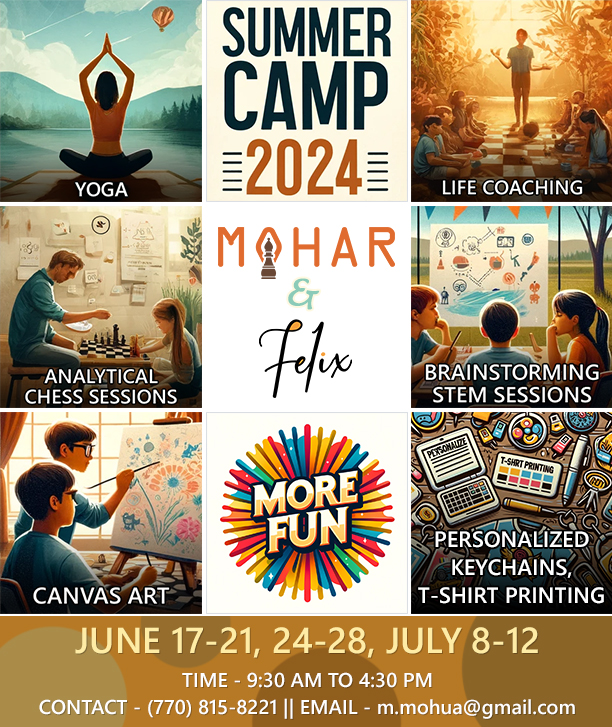 SUMMER
CAMP
2024
YOGA
LIFE COACHING
MOHAR
&
Felix
ANALYTICAL
CHESS SESSIONS
BRAINSTORMING
STEM SESSIONS
MORE
FUN
CANVAS ART
PERSONALIZE
T-SHRT PRINTING
PERSONALIZED
KEYCHAINS,
T-SHIRT PRINTING
JUNE 17-21, 24-28, JULY 8-12
TIME - 9:30 AM TO 4:30 PM
CONTACT - (770) 815-8221 || EMAIL - m.mohua@gmail.com